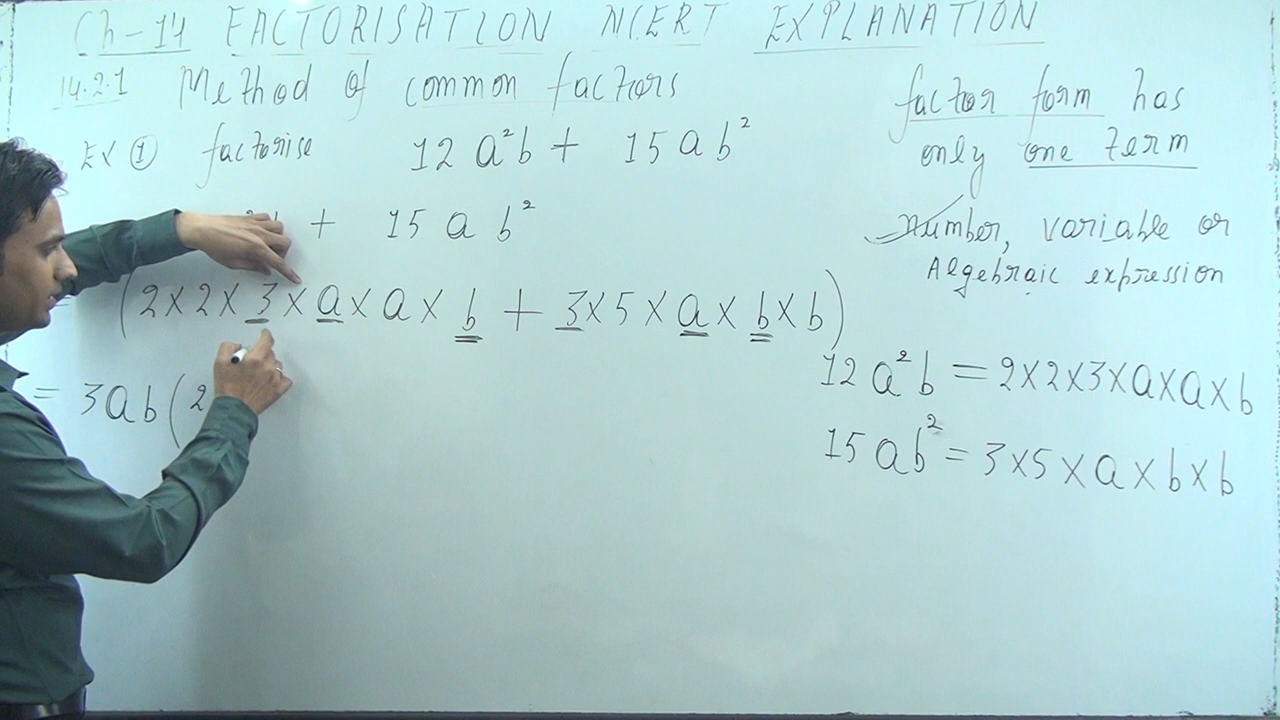 Ch-14 FACTORISATION NCERT EXPLANATION
14.2.1 Method of common factors
Ex ① factorise 12 a²b + 15 a b²
+ 15 a b²
(2×2×3×a×a×b + 3×5×a×b×b)
= 3ab(2
factor form has
only one term
Number, variable or
Algebraic expression
12 a²b = 2×2×3×a×a×b
15 ab² = 3×5×a×b×b